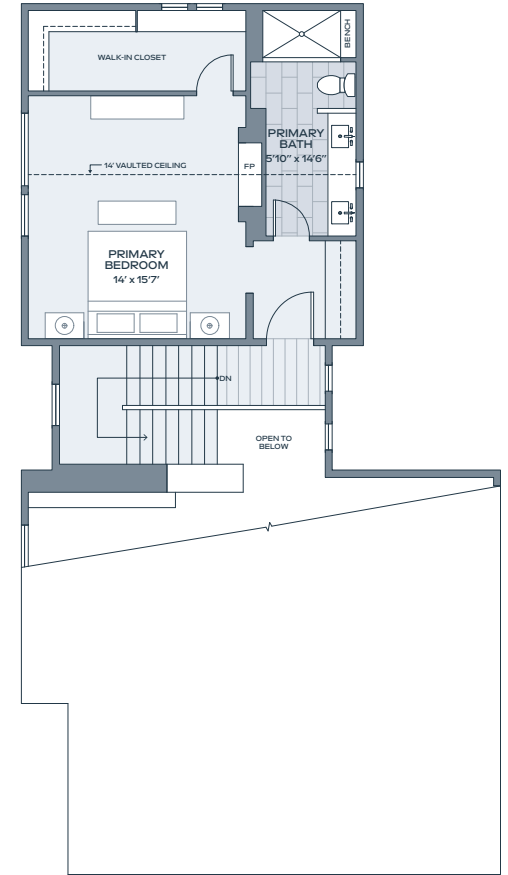 BENCH
WALK-IN CLOSET
PRIMARY
BATH
5'10" x 14'6"
14' VAULTED CEILING
FP
PRIMARY
BEDROOM
14' x 15'7'
DN
OPEN TO
BELOW